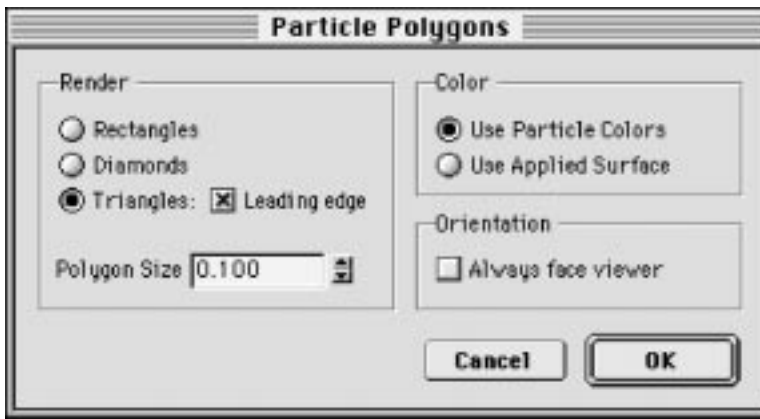 Particle Polygons
Render
Rectangles
Diamonds
Triangles: Leading edge
Polygon Size 0.100
Color
Use Particle Colors
Use Applied Surface
Orientation
Always face viewer
Cancel OK